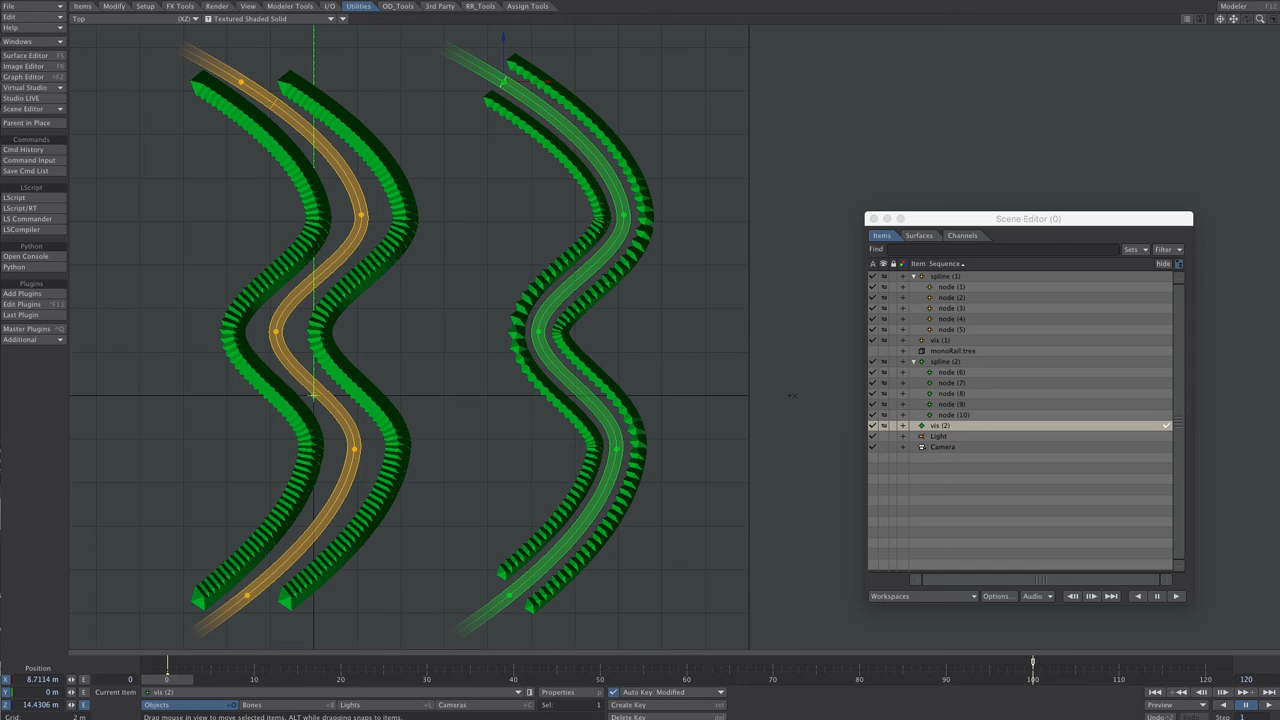 File Items Modify Setup FX Tools Render View Modeler Tools I/O Utilities OD_Tools 3rd Party RR_Tools Assign Tools Modeler F12
Edit Top (XZ) Textured Shaded Solid
Help
Windows
Surface Editor F5
Image Editor F6
Graph Editor ^F2
Virtual Studio
Studio LIVE
Scene Editor
Parent in Place
Commands
Cmd History
Command Input
Save Cmd List
LScript
LScript
LScript/RT
LS Commander
LSCompiler
Python
Open Console
Python
Plugins
Add Plugins
Edit Plugins ^F11
Last Plugin
Master Plugins ^Q
Additional
Scene Editor (0)
Items Surfaces Channels
Find Sets Filter
A Item Sequence hide
spline (1)
node (1)
node (2)
node (3)
node (4)
node (5)
vis (1)
monoRail:tree
spline (2)
node (6)
node (7)
node (8)
node (9)
node (10)
vis (2)
Light
Camera
Workspaces Options... Audio
Position
X 8.7114 m E 0 0 10 20 30 40 50 60 70 80 90 100 110 120 120
Y 0 m E Current Item vis (2) Properties p Auto Key: Modified
Z 14.4306 m E Objects +O Bones +B Lights +L Cameras +C Sel: 1 Create Key Preview Step
Grid: 2 m Drag mouse in view to move selected items. ALT while dragging snaps to items. Delete Key Undo ^Z 1